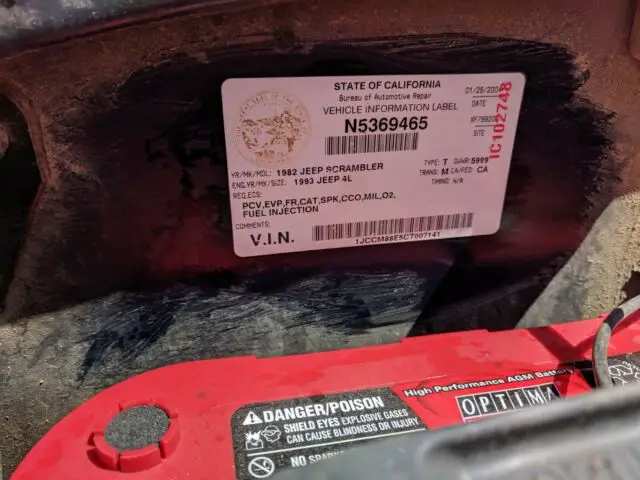 STATE OF CALIFORNIA
Bureau of Automotive Repair
VEHICLE INFORMATION LABEL
N5369465
01/26/2004
DATE
XF799200
SITE
IC102748
YR/MK/MDL: 1982 JEEP SCRAMBLER
TYPE: T GVWR: 5999
ENG.YR/MK/SIZE: 1993 JEEP 4L
TRANS: M CA/FED: CA
REQ.ECS:
TIMING: N/A
PCV,EVP,FR,CAT,SPK,CCO,MIL,O2,
FUEL INJECTION
COMMENTS:
V.I.N.
1JCCM88E5CT007141
High Performance AGM Battery
OPTIMA
DANGER/POISON
SHIELD EYES EXPLOSIVE GASES
CAN CAUSE BLINDNESS OR INJURY
NO